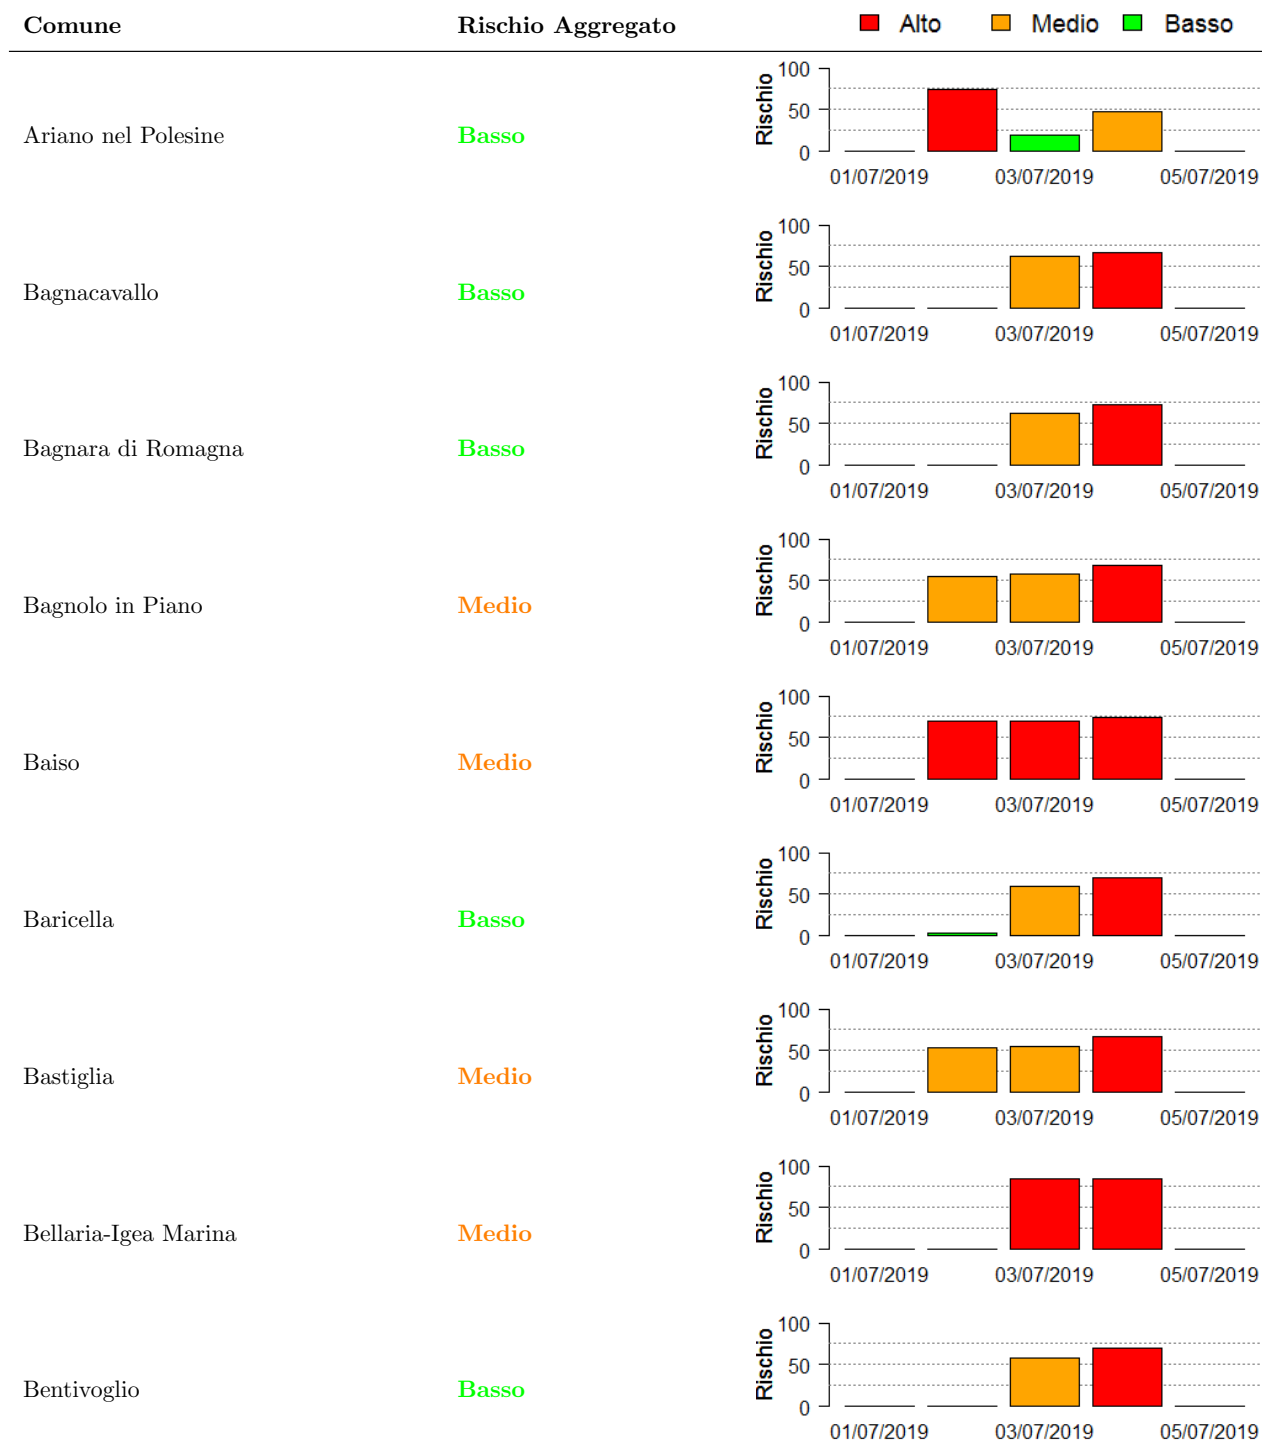 Comune Rischio Aggregato Alto Medio Basso
Ariano nel Polesine Basso Rischio 100 50 0
01/07/2019 03/07/2019 05/07/2019
Bagnacavallo Basso Rischio 100 50 0
01/07/2019 03/07/2019 05/07/2019
Bagnara di Romagna Basso Rischio 100 50 0
01/07/2019 03/07/2019 05/07/2019
Bagnolo in Piano Medio Rischio 100 50 0
01/07/2019 03/07/2019 05/07/2019
Baiso Medio Rischio 100 50 0
01/07/2019 03/07/2019 05/07/2019
Baricella Basso Rischio 100 50 0
01/07/2019 03/07/2019 05/07/2019
Bastiglia Medio Rischio 100 50 0
01/07/2019 03/07/2019 05/07/2019
Bellaria-Igea Marina Medio Rischio 100 50 0
01/07/2019 03/07/2019 05/07/2019
Bentivoglio Basso Rischio 100 50 0
01/07/2019 03/07/2019 05/07/2019